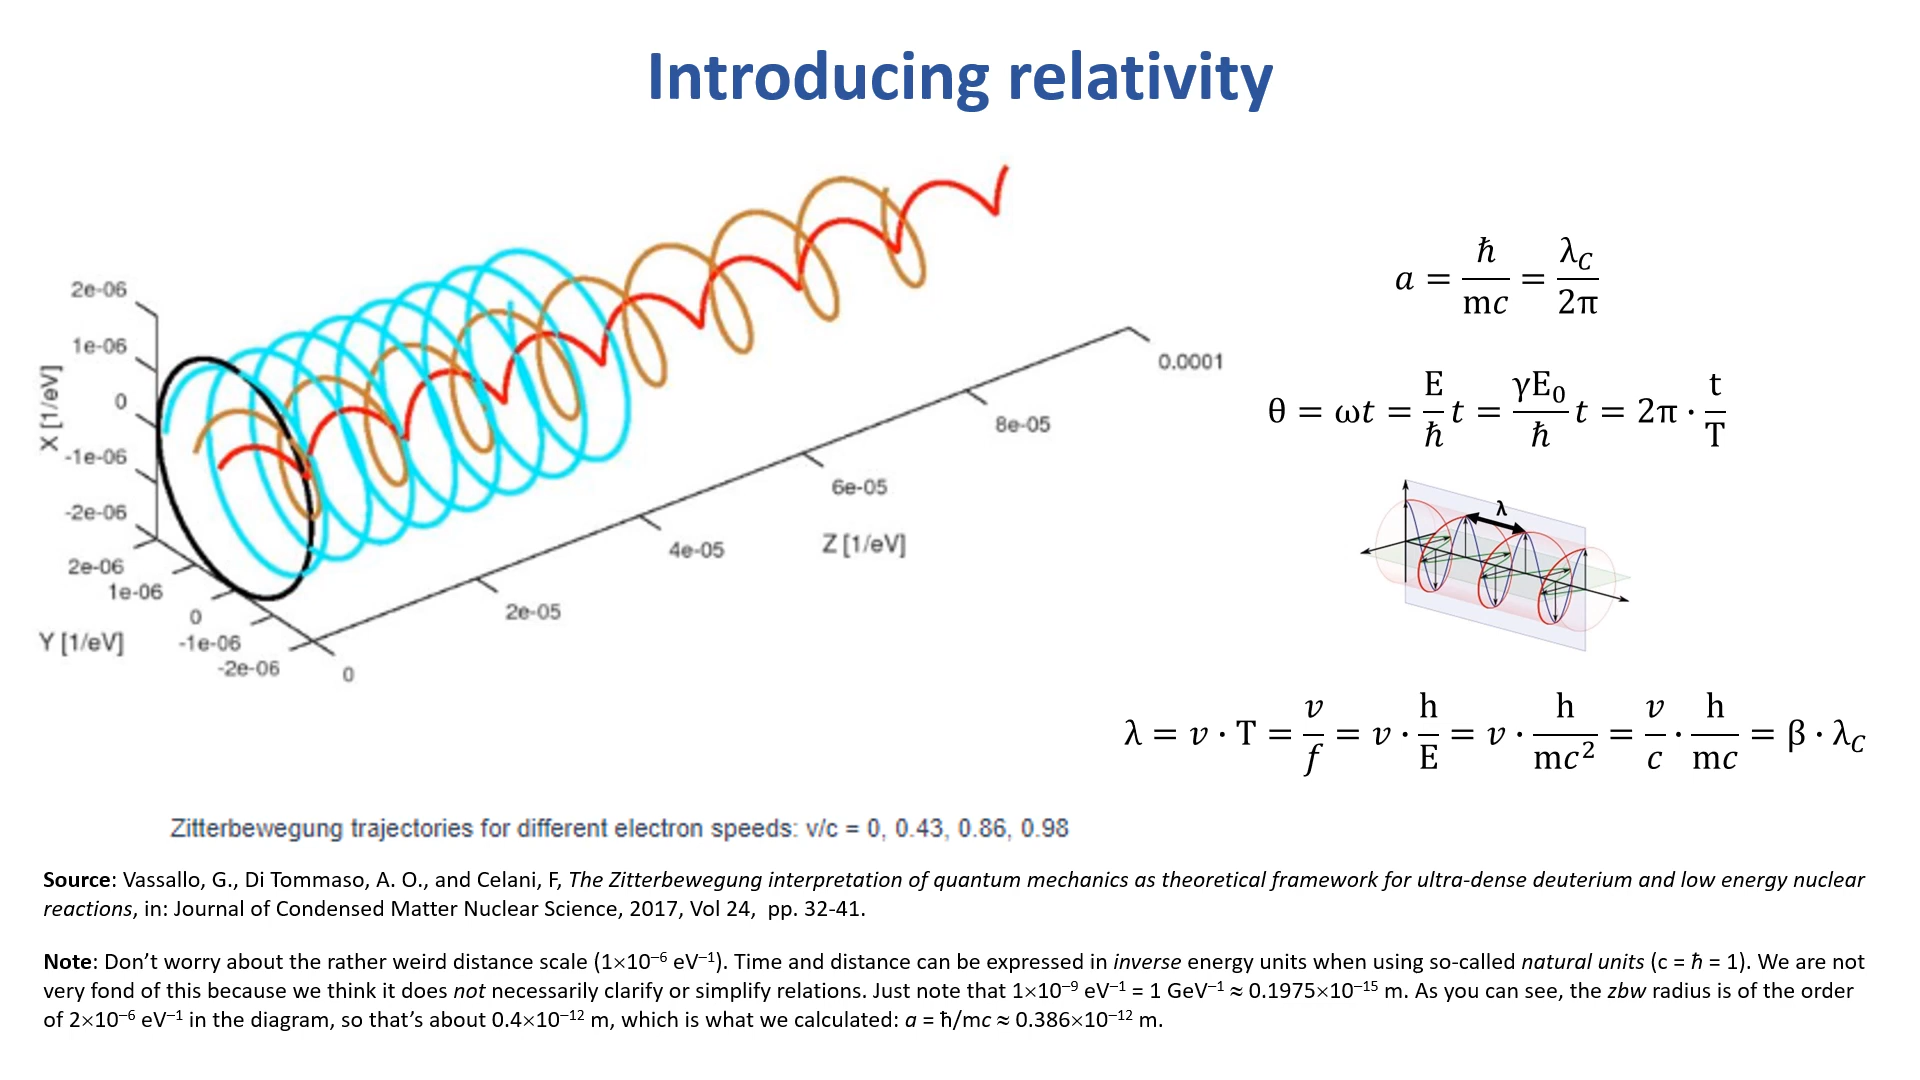 Introducing relativity
2e-06
1e-06
0
-1e-06
-2e-06
X [1/eV]
2e-06
1e-06
0
-1e-06
-2e-06
Y [1/eV]
0
2e-05
4e-05
6e-05
8e-05
0.0001
Z [1/eV]
a = ℏ/mc = λ_C/2π
θ = ωt = E/ℏ t = γE₀/ℏ t = 2π · t/T
λ
λ = v · T = v/f = v · h/E = v · h/mc² = v/c · h/mc = β · λ_C
Zitterbewegung trajectories for different electron speeds: v/c = 0, 0.43, 0.86, 0.98
Source: Vassallo, G., Di Tommaso, A. O., and Celani, F, The Zitterbewegung interpretation of quantum mechanics as theoretical framework for ultra-dense deuterium and low energy nuclear
reactions, in: Journal of Condensed Matter Nuclear Science, 2017, Vol 24, pp. 32-41.
Note: Don’t worry about the rather weird distance scale (1×10⁻⁶ eV⁻¹). Time and distance can be expressed in inverse energy units when using so-called natural units (c = ħ = 1). We are not
very fond of this because we think it does not necessarily clarify or simplify relations. Just note that 1×10⁻⁹ eV⁻¹ = 1 GeV⁻¹ ≈ 0.1975×10⁻¹⁵ m. As you can see, the zbw radius is of the order
of 2×10⁻⁶ eV⁻¹ in the diagram, so that’s about 0.4×10⁻¹² m, which is what we calculated: a = ħ/mc ≈ 0.386×10⁻¹² m.